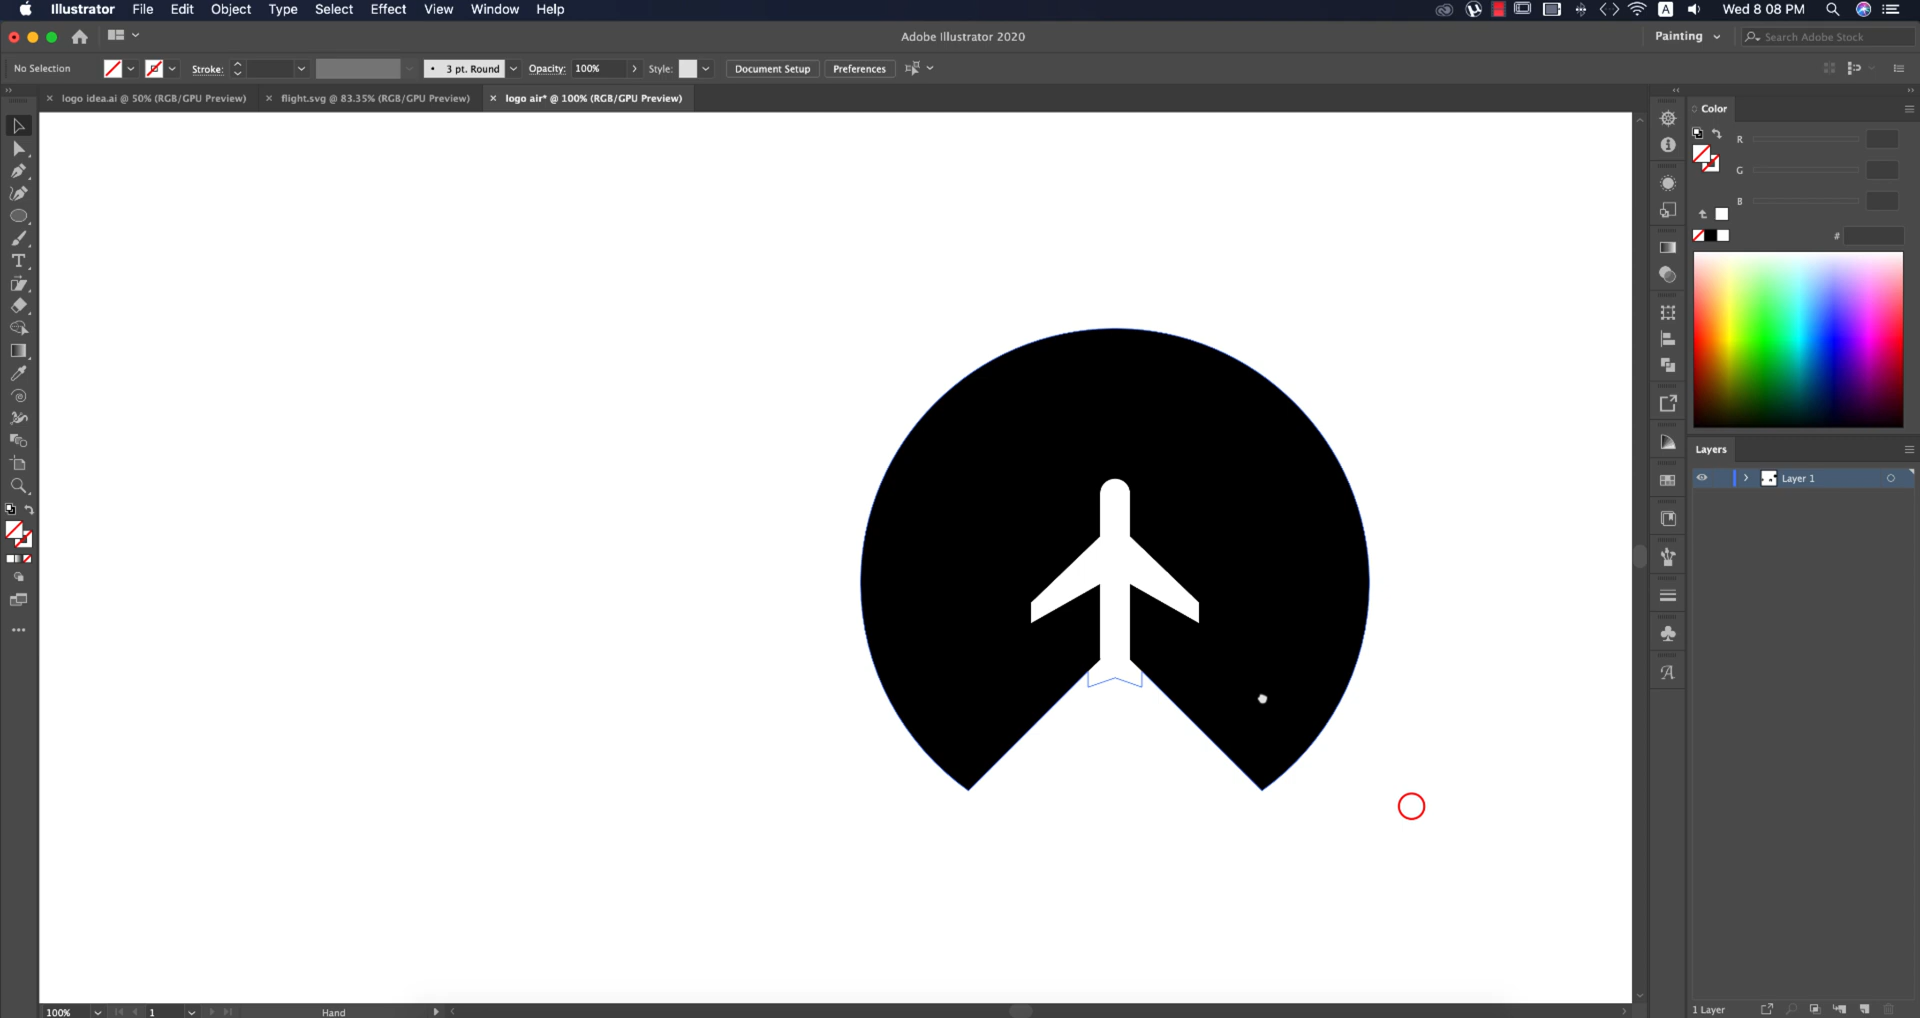 Illustrator File Edit Object Type Select Effect View Window Help A Wed 8 08 PM
Adobe Illustrator 2020 Painting Search Adobe Stock
No Selection Stroke: 3 pt. Round Opacity: 100% Style: Document Setup Preferences
logo idea.ai @ 50% (RGB/GPU Preview) flight.svg @ 83.35% (RGB/GPU Preview) logo air* @ 100% (RGB/GPU Preview)
Color
R
G
B
#
Layers
Layer 1
100% 1 Hand 1 Layer